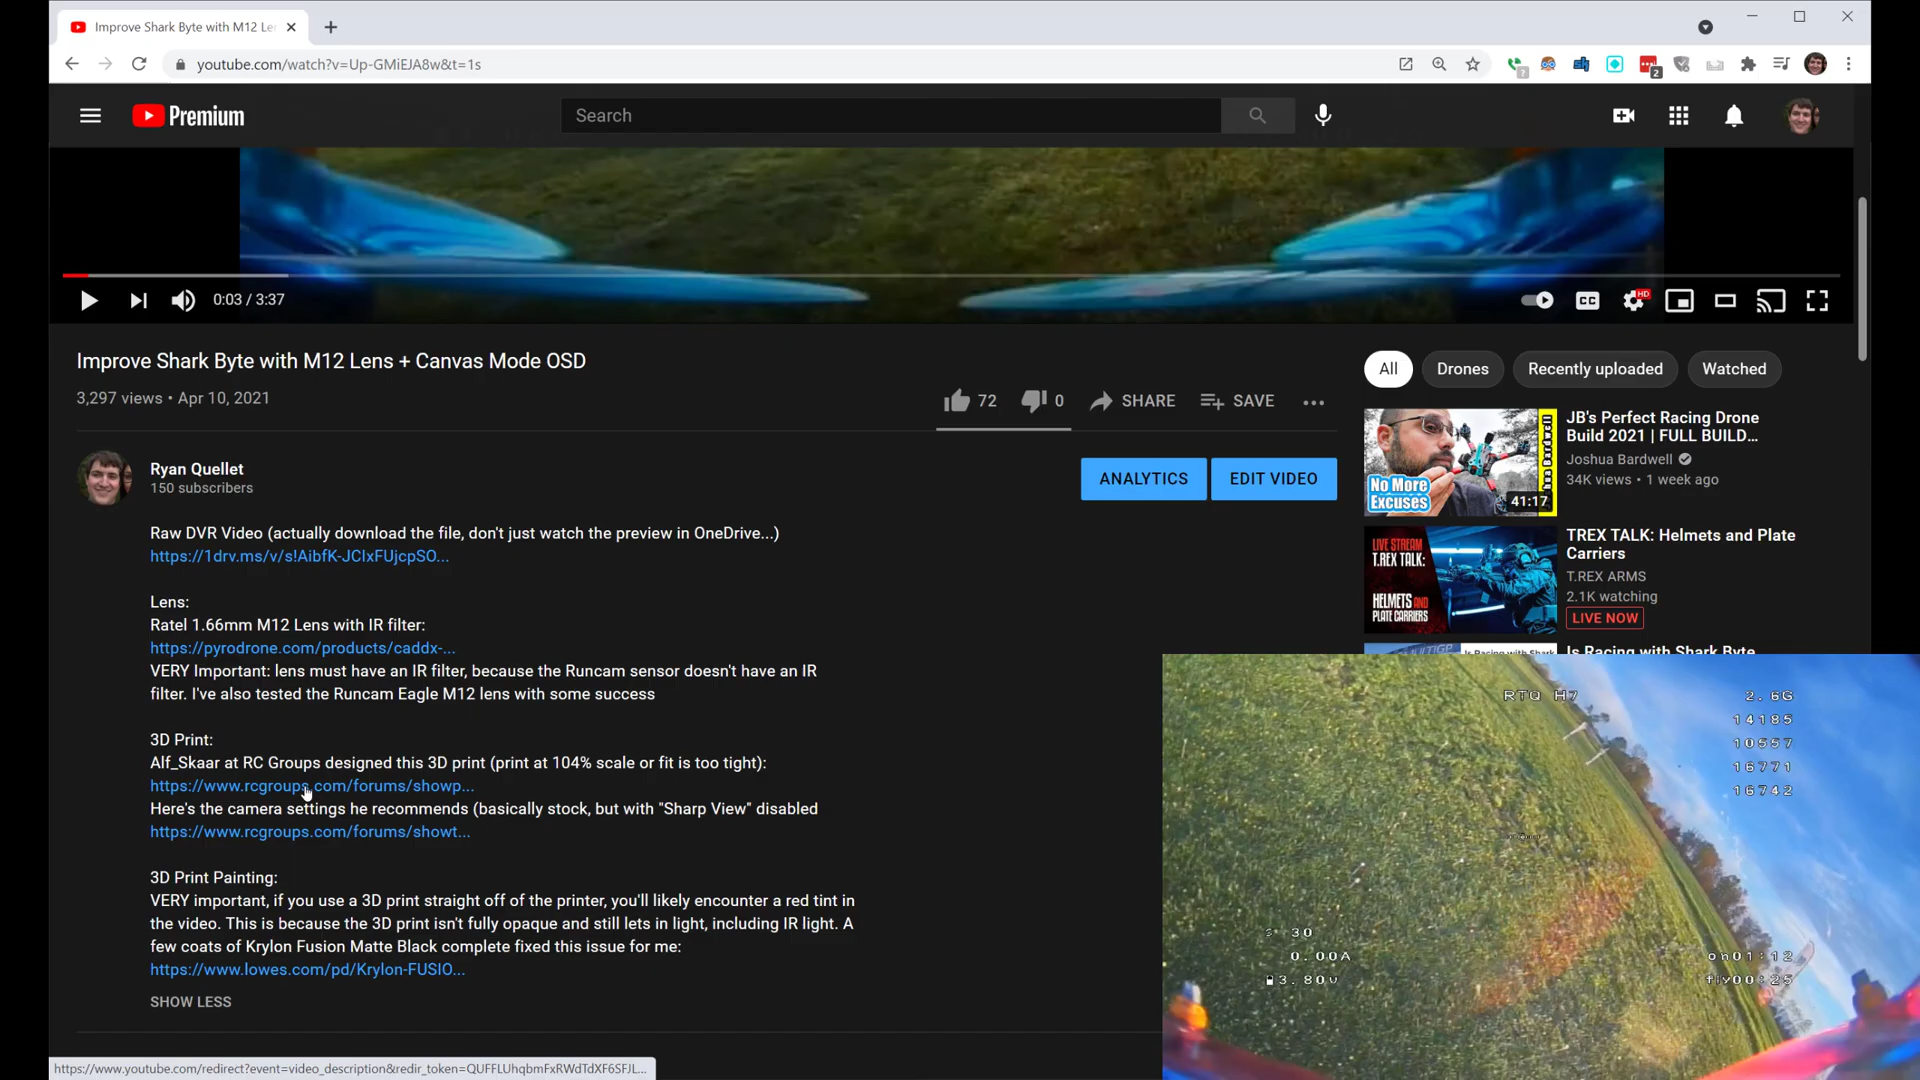 Improve Shark Byte with M12 Le
youtube.com/watch?v=Up-GMiEJA8w&t=1s
2
Premium
Search
0:03 / 3:37
CC
HD
Improve Shark Byte with M12 Lens + Canvas Mode OSD
3,297 views • Apr 10, 2021
72
0
SHARE
SAVE
Ryan Quellet
150 subscribers
ANALYTICS
EDIT VIDEO
Raw DVR Video (actually download the file, don't just watch the preview in OneDrive...)
https://1drv.ms/v/s!AibfK-JCIxFUjcpSO...
Lens:
Ratel 1.66mm M12 Lens with IR filter:
https://pyrodrone.com/products/caddx-...
VERY Important: lens must have an IR filter, because the Runcam sensor doesn't have an IR
filter. I've also tested the Runcam Eagle M12 lens with some success
3D Print:
Alf_Skaar at RC Groups designed this 3D print (print at 104% scale or fit is too tight):
https://www.rcgroups.com/forums/showp...
Here's the camera settings he recommends (basically stock, but with "Sharp View" disabled
https://www.rcgroups.com/forums/showt...
3D Print Painting:
VERY important, if you use a 3D print straight off of the printer, you'll likely encounter a red tint in
the video. This is because the 3D print isn't fully opaque and still lets in light, including IR light. A
few coats of Krylon Fusion Matte Black complete fixed this issue for me:
https://www.lowes.com/pd/Krylon-FUSIO...
SHOW LESS
https://www.youtube.com/redirect?event=video_description&redir_token=QUFFLUhqbmFxRWdTdXF6SFJL...
All
Drones
Recently uploaded
Watched
No More
Excuses
Joshua Bardwell
41:17
JB's Perfect Racing Drone
Build 2021 | FULL BUILD...
Joshua Bardwell
34K views • 1 week ago
LIVE STREAM
T.REX TALK:
HELMETS AND
PLATE CARRIERS
TREX TALK: Helmets and Plate
Carriers
T.REX ARMS
2.1K watching
LIVE NOW
Is Racing with Shark Byte
RTQ H7
2.6G
14185
10557
16771
16742
30
0.00A
3.80v
on01:12
fly00:25